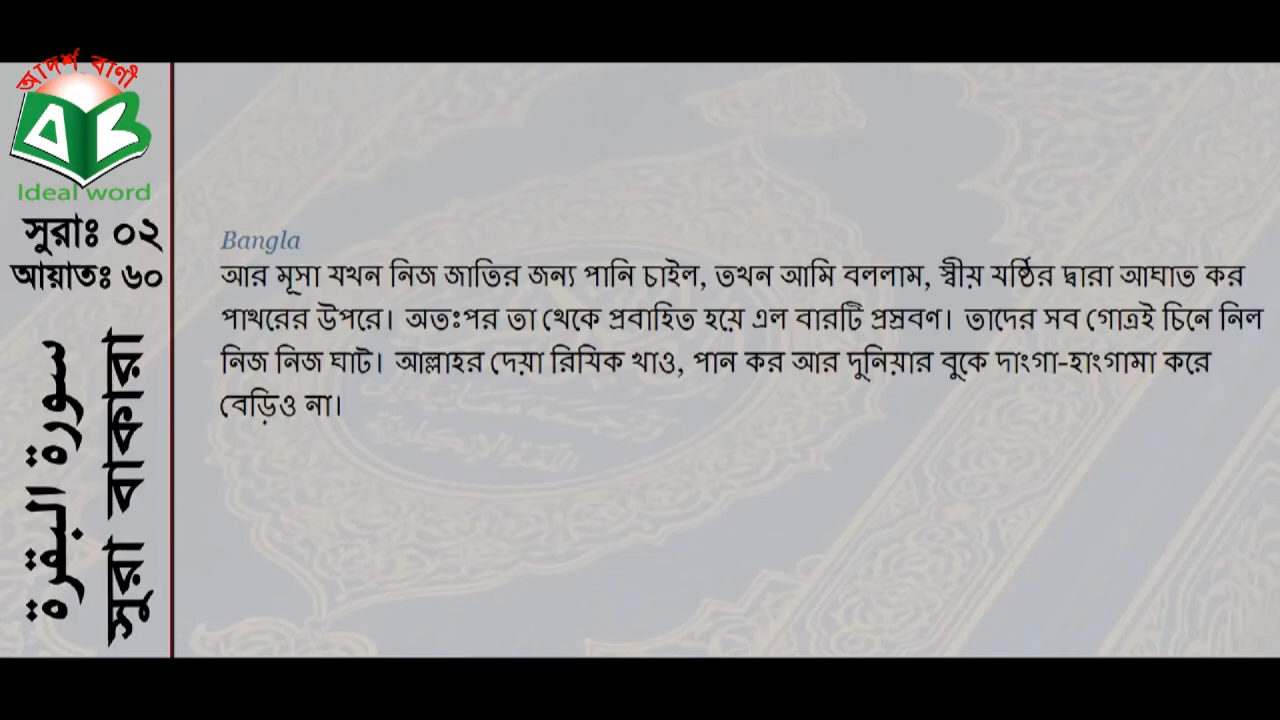 আদর্শ বাণী
AB
Ideal word
সুরাঃ ০২
আয়াতঃ ৬০
سورة البقرة
সুরা বাকারা
Bangla
আর মূসা যখন নিজ জাতির জন্য পানি চাইল, তখন আমি বললাম, স্বীয় যষ্ঠির দ্বারা আঘাত কর
পাথরের উপরে। অতঃপর তা থেকে প্রবাহিত হয়ে এল বারটি প্রস্রবণ। তাদের সব গোত্রই চিনে নিল
নিজ নিজ ঘাট। আল্লাহর দেয়া রিযিক খাও, পান কর আর দুনিয়ার বুকে দাংগা-হাংগামা করে
বেড়িও না।